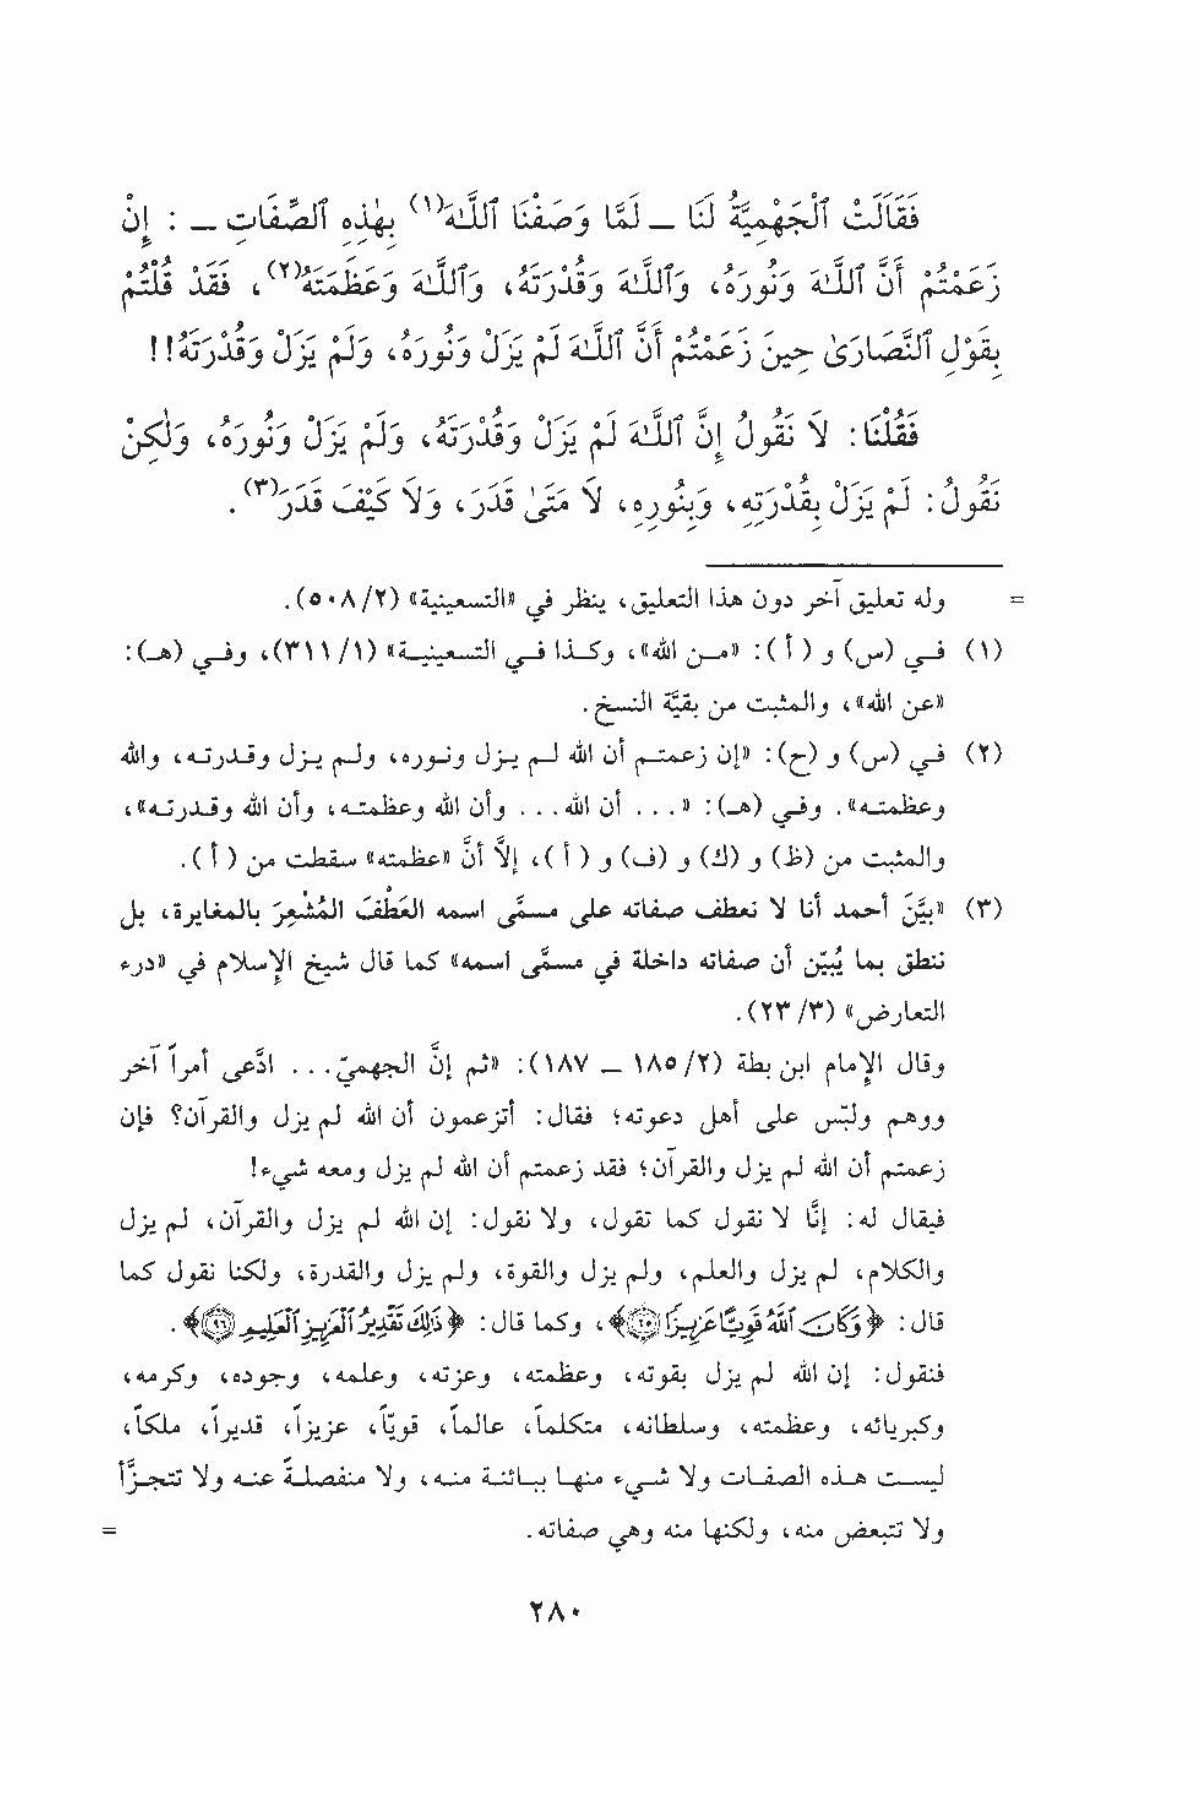 فَقَالَتْ ٱلْجَهْمِيَّةُ لَنَا ــ لَمَّا وَصَفْنَا ٱللَّـٰهَ(١) بِهٰذِهِ ٱلصِّفَاتِ ــ : إِنْ
زَعَمْتُمْ أَنَّ ٱللَّـٰهَ وَنُورَهُ، وَٱللَّـٰهَ وَقُدْرَتَهُ، وَٱللَّـٰهَ وَعَظَمَتَهُ(٢)، فَقَدْ قُلْتُمْ
بِقَوْلِ ٱلنَّصَارَىٰ حِينَ زَعَمْتُمْ أَنَّ ٱللَّـٰهَ لَمْ يَزَلْ وَنُورَهُ، وَلَمْ يَزَلْ وَقُدْرَتَهُ!!
فَقُلْنَا: لَا نَقُولُ إِنَّ ٱللَّـٰهَ لَمْ يَزَلْ وَقُدْرَتَهُ، وَلَمْ يَزَلْ وَنُورَهُ، وَلٰكِنْ
نَقُولُ: لَمْ يَزَلْ بِقُدْرَتِهِ، وَبِنُورِهِ، لَا مَتَىٰ قَدَرَ، وَلَا كَيْفَ قَدَرَ(٣).
= وله تعليق آخر دون هذا التعليق، ينظر في «التسعينية» (٥٠٨/٢).
(١) في (س) و (أ): «من الله»، وكذا في التسعينية» (٣١١/١)، وفي (هـ):
«عن الله»، والمثبت من بقيَّة النسخ.
(٢) في (س) و (ح): «إن زعمتم أن الله لم يزل ونوره، ولم يزل وقدرته، والله
وعظمته». وفي (هـ): «... أن الله... وأن الله وعظمته، وأن الله وقدرته»،
والمثبت من (ظ) و (ك) و (ف) و (أ)، إلاَّ أنَّ «عظمته» سقطت من (أ).
(٣) «بيَّنَ أحمد أنا لا نعطف صفاته على مسمَّى اسمه العَطْفَ المُشْعِرَ بالمغايرة، بل
ننطق بما يُبيّن أن صفاته داخلة في مسمَّى اسمه» كما قال شيخ الإسلام في «درء
التعارض» (٢٣/٣).
وقال الإمام ابن بطة (١٨٥/٢ ــ ١٨٧): «ثم إنَّ الجهميّ... ادَّعى أمراً آخر
ووهم ولبّس على أهل دعوته؛ فقال: أتزعمون أن الله لم يزل والقرآن؟ فإن
زعمتم أن الله لم يزل والقرآن؛ فقد زعمتم أن الله لم يزل ومعه شيء!
فيقال له: إنَّا لا نقول كما تقول، ولا نقول: إن الله لم يزل والقرآن، لم يزل
والكلام، لم يزل والعلم، ولم يزل والقوة، ولم يزل والقدرة، ولكنا نقول كما
قال: ﴿وَكَانَ ٱللَّهُ قَوِيًّا عَزِيزًا ۝٢٥﴾، وكما قال: ﴿ذَٰلِكَ تَقْدِيرُ ٱلْعَزِيزِ ٱلْعَلِيمِ ۝٩٦﴾.
فنقول: إن الله لم يزل بقوته، وعظمته، وعزته، وعلمه، وجوده، وكرمه،
وكبريائه، وعظمته، وسلطانه، متكلماً، عالماً، قويّاً، عزيزاً، قديراً، ملكاً،
ليست هذه الصفات ولا شيء منها ببائنة منه، ولا منفصلةً عنه ولا تتجزَّأ
ولا تتبعض منه، ولكنها منه وهي صفاته. =
٢٨٠